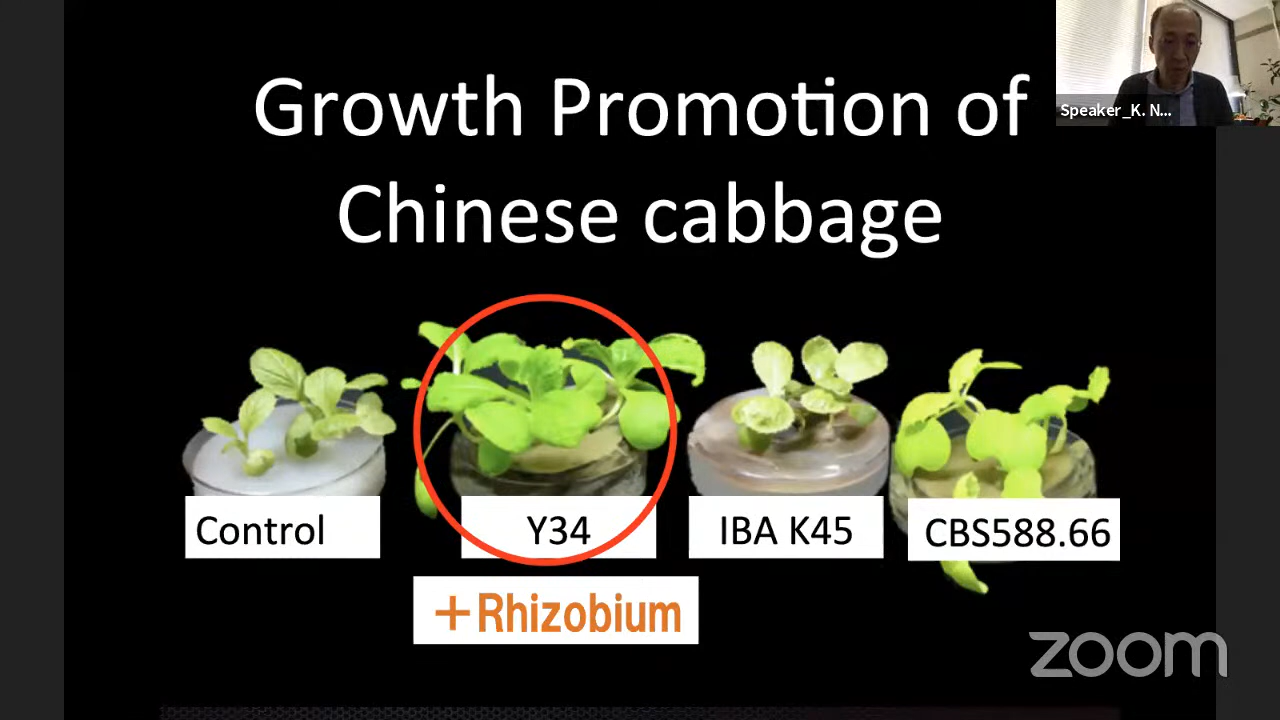 Growth Promotion of
Chinese cabbage
Speaker_K. N...
Control
Y34
IBA K45
CBS588.66
+Rhizobium
zoom